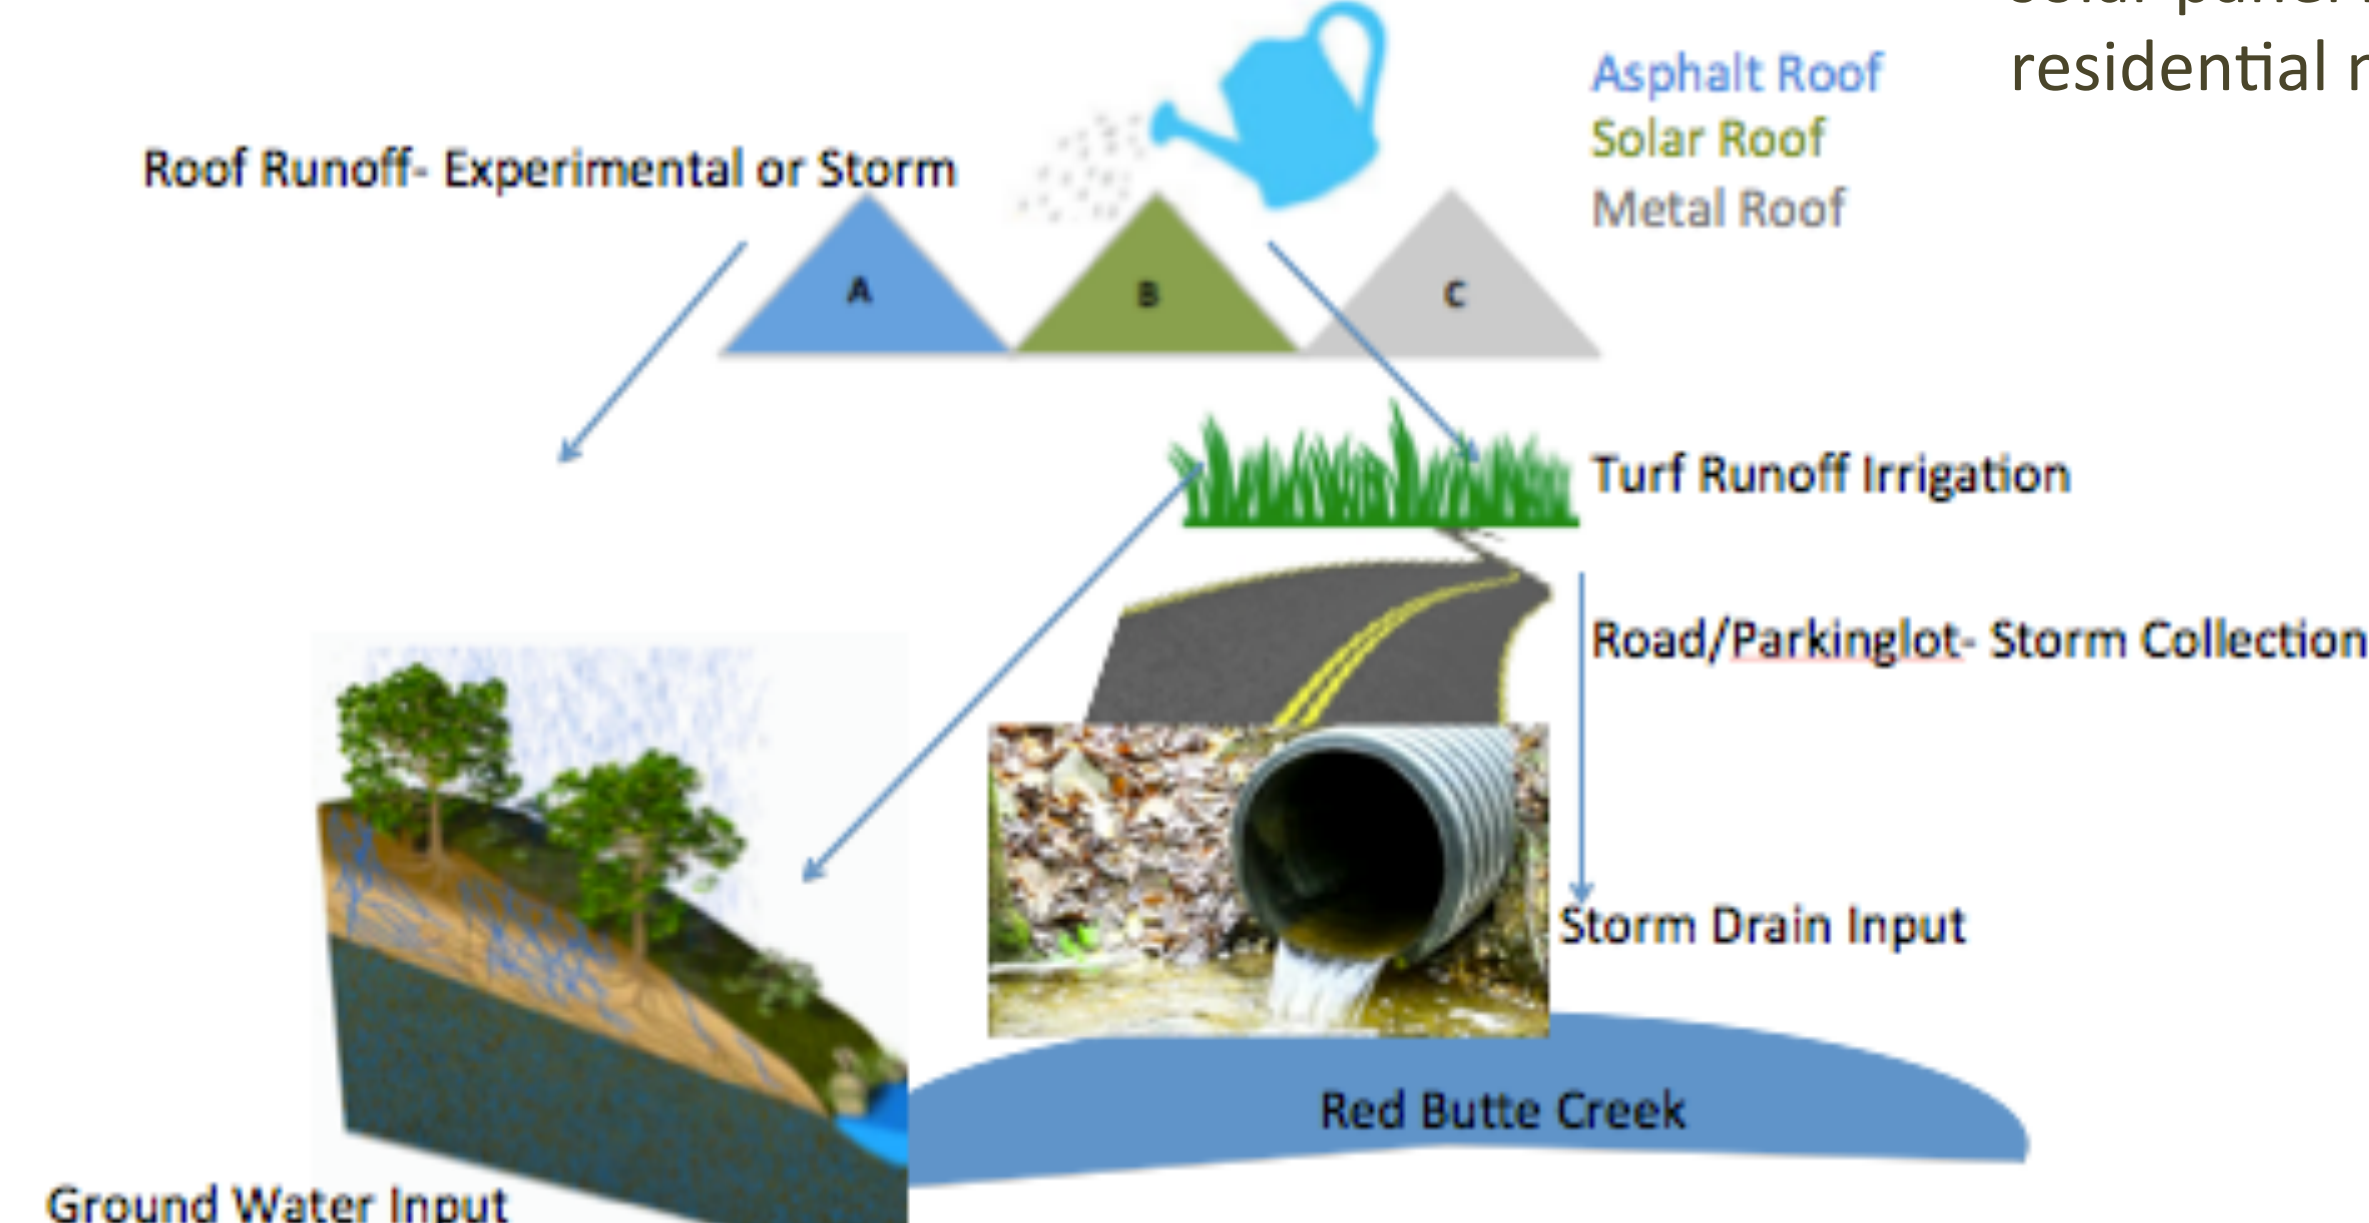 residential
Asphalt Roof
Solar Roof
Metal Roof
Roof Runoff- Experimental or Storm
A
B
C
Turf Runoff Irrigation
Road/Parkinglot- Storm Collection
Storm Drain Input
Red Butte Creek
Ground Water Input